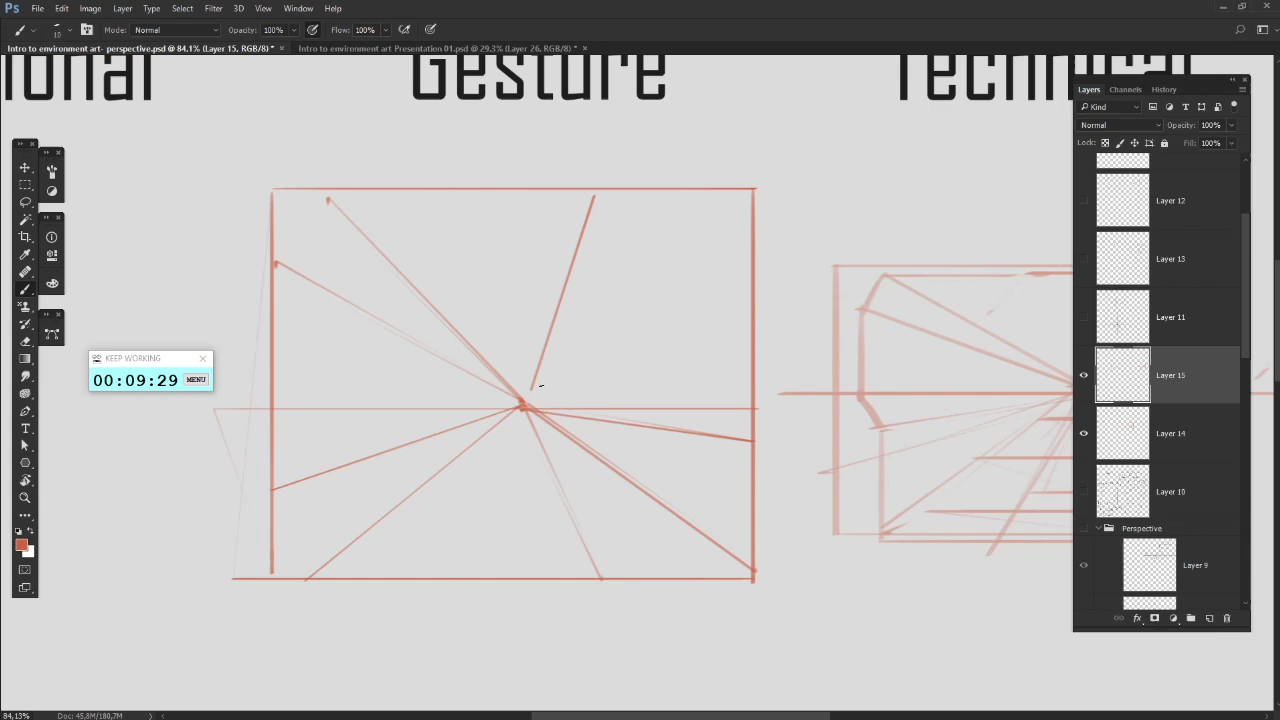 Ps File Edit Image Layer Type Select Filter 3D View Window Help
10 Mode: Normal Opacity: 100% Flow: 100%
Intro to environment art- perspective.psd @ 84,1% (Layer 15, RGB/8) * × Intro to environment art Presentation 01.psd @ 29,3% (Layer 26, RGB/8) * ×
Gesture
Technical
Layers Channels History
Kind
Normal Opacity: 100%
Lock: Fill: 100%
Layer 12
Layer 13
Layer 11
Layer 15
Layer 14
Layer 10
Perspective
Layer 9
fx
KEEP WORKING
00:09:29 MENU
84,13% Doc: 45,8M/180,7M